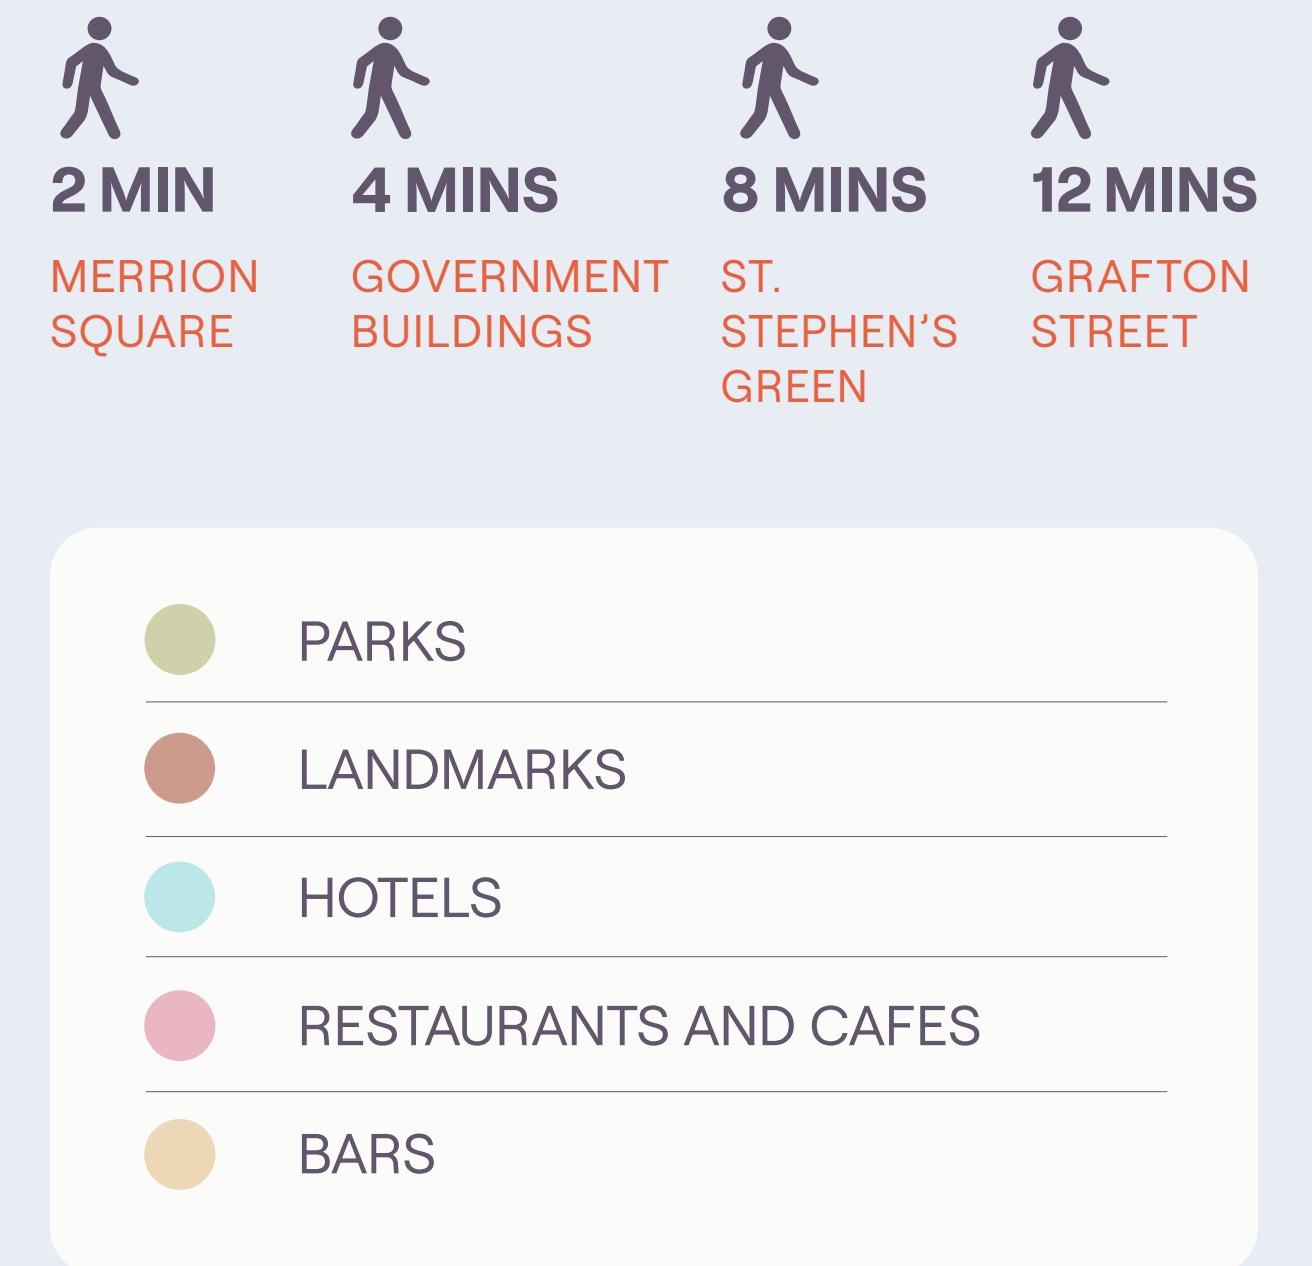 2 MIN
MERRION
SQUARE
4 MINS
GOVERNMENT
BUILDINGS
8 MINS
ST.
STEPHEN’S
GREEN
12 MINS
GRAFTON
STREET
PARKS
LANDMARKS
HOTELS
RESTAURANTS AND CAFES
BARS